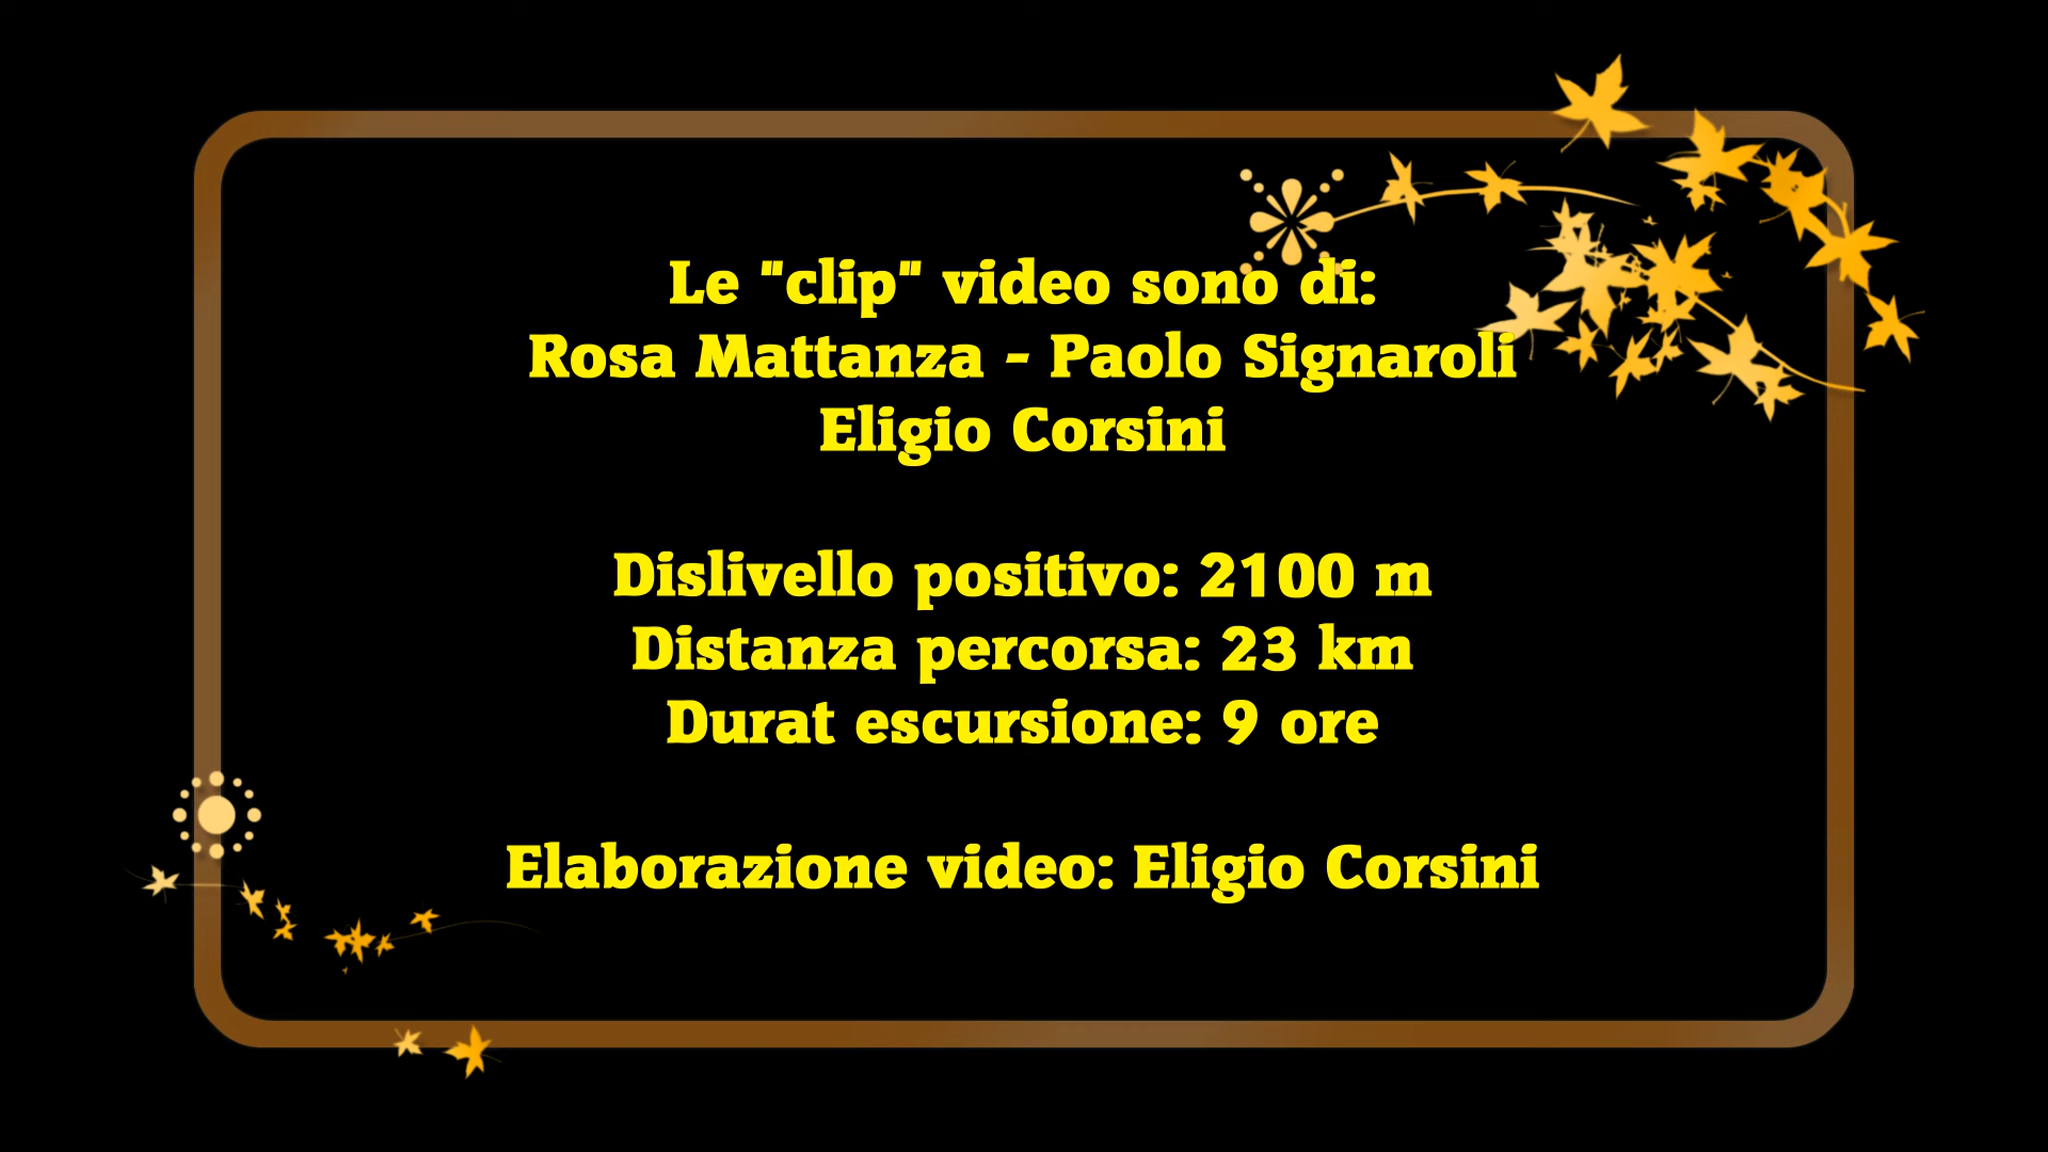 Le "clip" video sono di:
Rosa Mattanza - Paolo Signaroli
Eligio Corsini
Dislivello positivo: 2100 m
Distanza percorsa: 23 km
Durat escursione: 9 ore
Elaborazione video: Eligio Corsini